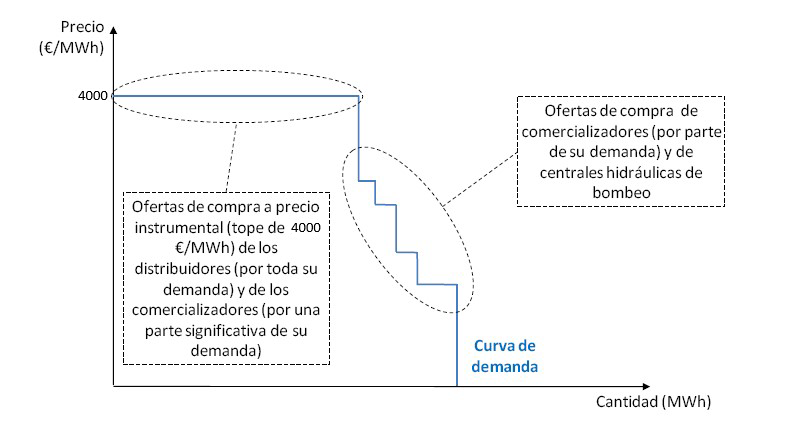 Precio
(€/MWh)
4000
Ofertas de compra de
comercializadores (por parte
de su demanda) y de
centrales hidráulicas de
bombeo
Ofertas de compra a precio
instrumental (tope de 4000
€/MWh) de los
distribuidores (por toda su
demanda) y de los
comercializadores (por una
parte significativa de su
demanda)
Curva de
demanda
Cantidad (MWh)